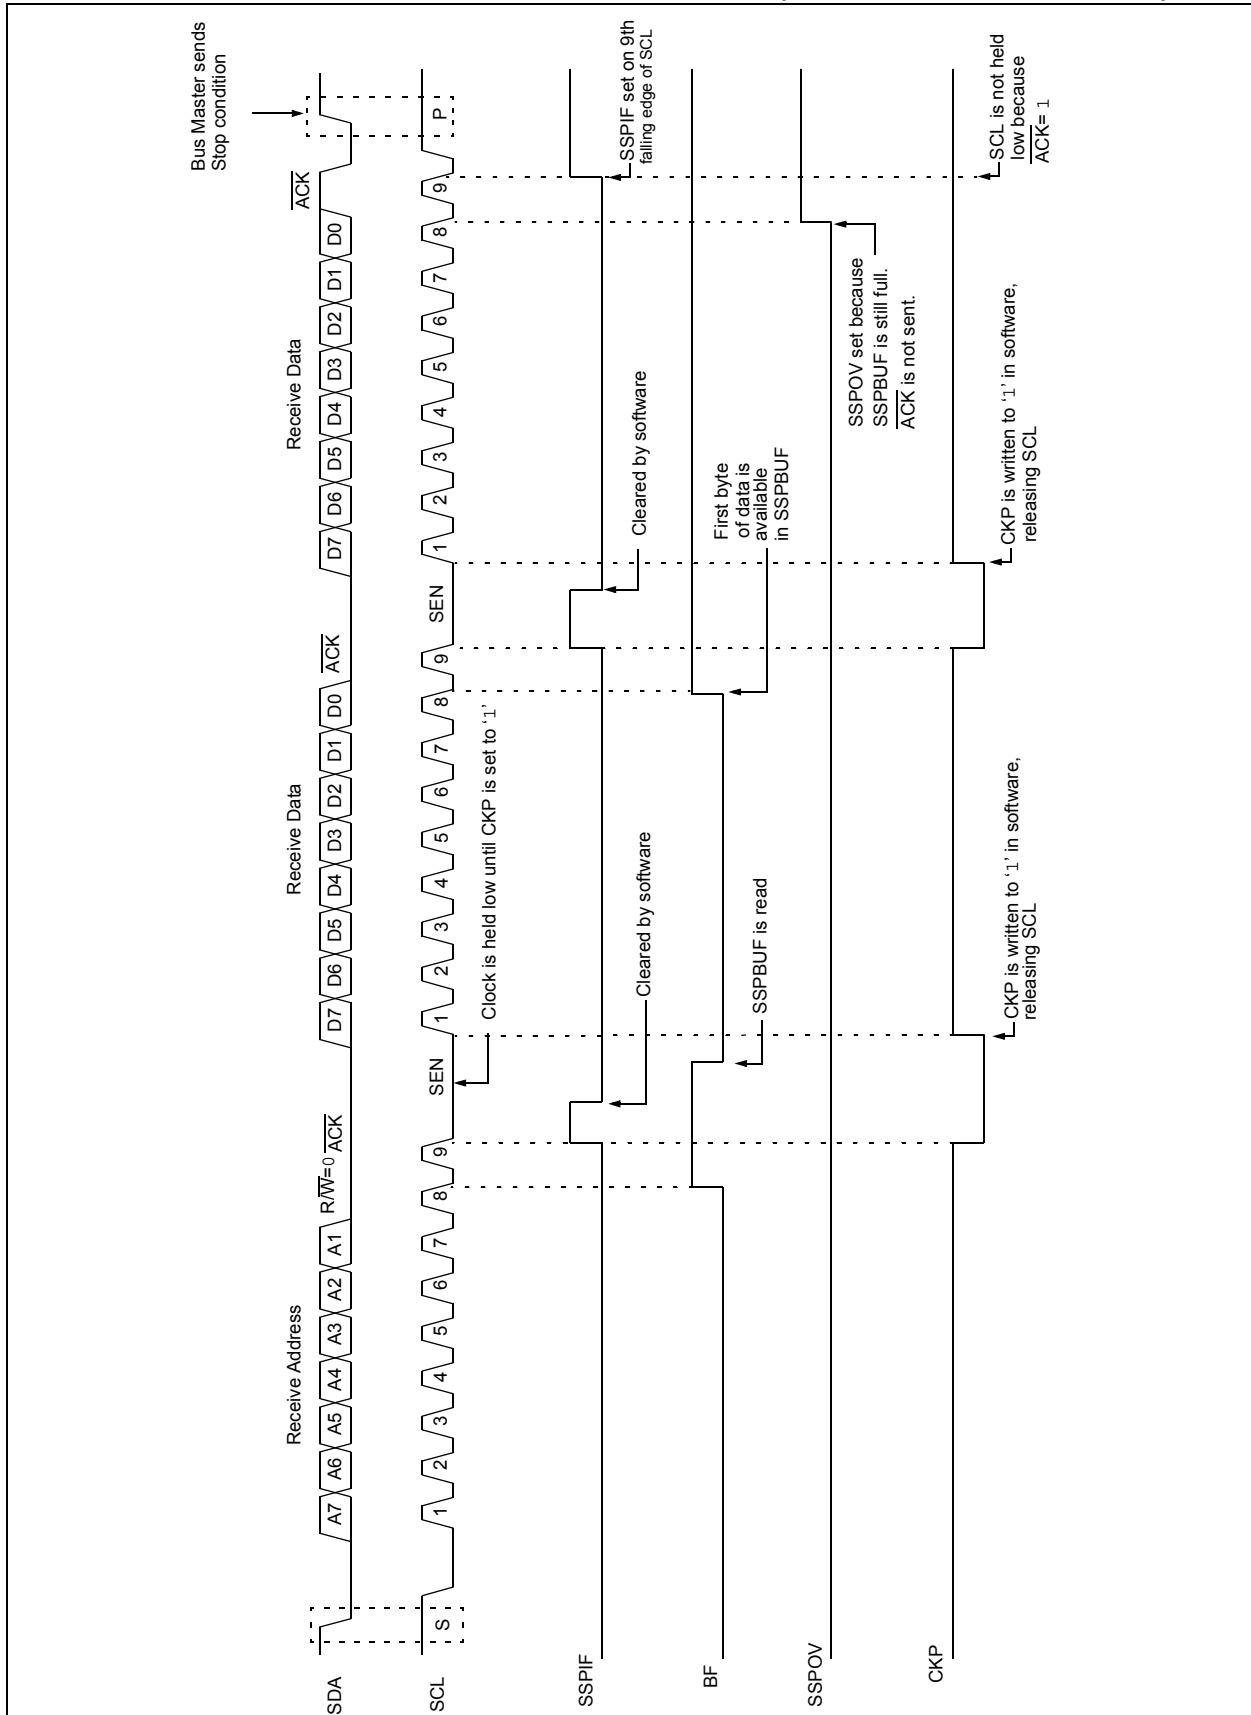 Bus Master sends
Stop condition
Receive Address
Receive Data
Receive Data
R/W=0
ACK
ACK
ACK
SDA
A7
A6
A5
A4
A3
A2
A1
D7
D6
D5
D4
D3
D2
D1
D0
D7
D6
D5
D4
D3
D2
D1
D0
SCL
S
1
2
3
4
5
6
7
8
9
SEN
1
2
3
4
5
6
7
8
9
SEN
1
2
3
4
5
6
7
8
9
P
Clock is held low until CKP is set to ‘1’
SSPIF
Cleared by software
Cleared by software
SSPIF set on 9th
falling edge of SCL
BF
SSPBUF is read
First byte
of data is
available
in SSPBUF
SSPOV
SSPOV set because
SSPBUF is still full.
ACK is not sent.
CKP
CKP is written to ‘1’ in software,
releasing SCL
CKP is written to ‘1’ in software,
releasing SCL
SCL is not held
low because
ACK= 1